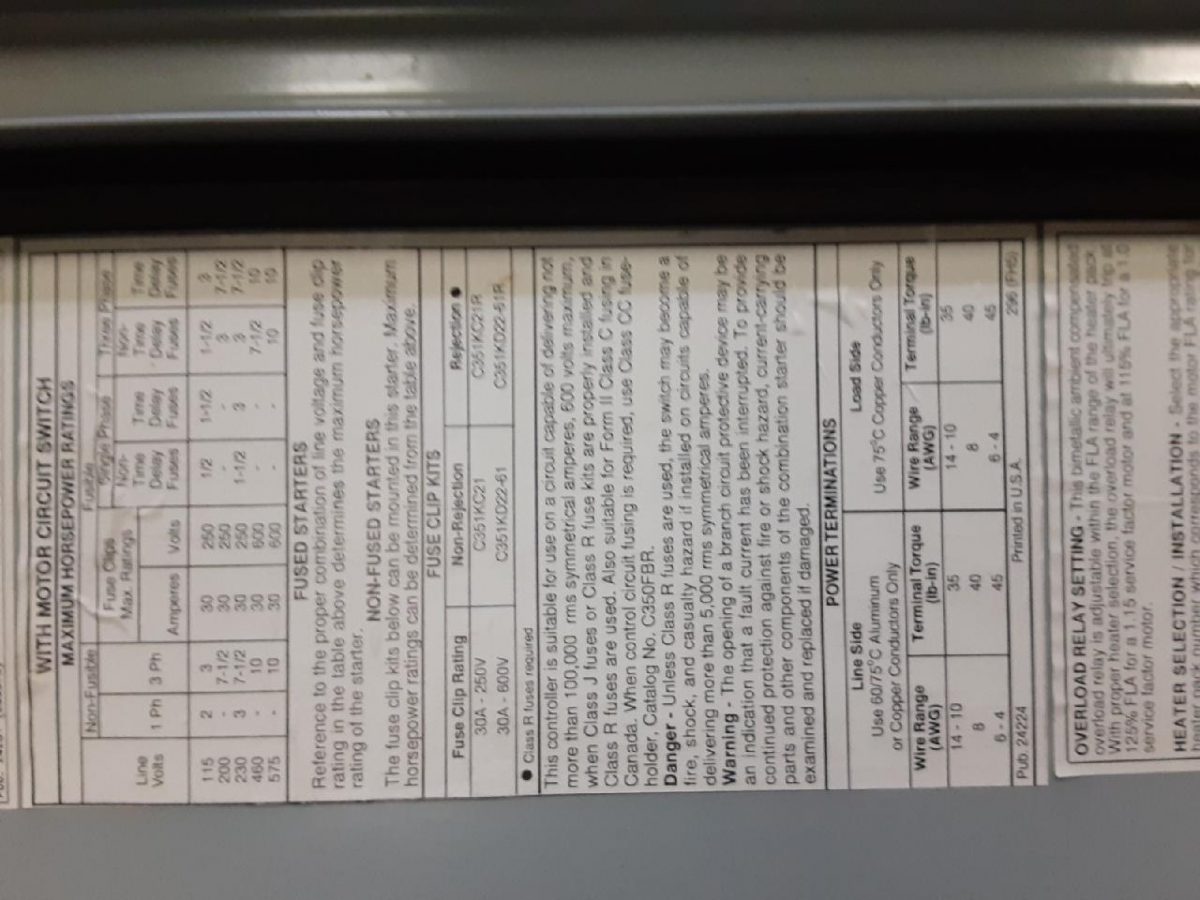 WITH MOTOR CIRCUIT SWITCH
MAXIMUM HORSEPOWER RATINGS
Line Volts Non-Fusible 1 Ph 3 Ph Fusible Fuse Clips Max. Ratings Amperes Volts Single Phase Non-Time Delay Fuses Time Delay Fuses Three Phase Non-Time Delay Fuses Time Delay Fuses
115 2 3 30 250 1/2 1-1/2 1-1/2 3
200 - 7-1/2 30 250 - - 3 7-1/2
230 3 7-1/2 30 250 1-1/2 3 3 7-1/2
460 - 10 30 600 - - 7-1/2 10
575 - 10 30 600 - - 10 10
FUSED STARTERS
Reference to the proper combination of line voltage and fuse clip
rating in the table above determines the maximum horsepower
rating of the starter.
NON-FUSED STARTERS
The fuse clip kits below can be mounted in this starter. Maximum
horsepower ratings can be determined from the table above.
FUSE CLIP KITS
Fuse Clip Rating Non-Rejection Rejection ●
30A - 250V C351KC21 C351KC21R
30A - 600V C351KD22-61 C351KD22-61R
● Class R fuses required
This controller is suitable for use on a circuit capable of delivering not
more than 100,000 rms symmetrical amperes, 600 volts maximum,
when Class J fuses or Class R fuse kits are properly installed and
Class R fuses are used. Also suitable for Form II Class C fusing in
Canada. When control circuit fusing is required, use Class CC fuse-
holder, Catalog No. C350FBR.
Danger - Unless Class R fuses are used, the switch may become a
fire, shock, and casualty hazard if installed on circuits capable of
delivering more than 5,000 rms symmetrical amperes.
Warning - The opening of a branch circuit protective device may be
an indication that a fault current has been interrupted. To provide
continued protection against fire or shock hazard, current-carrying
parts and other components of the combination starter should be
examined and replaced if damaged.
POWER TERMINATIONS
Line Side Load Side
Use 60/75°C Aluminum Use 75°C Copper Conductors Only
or Copper Conductors Only
Wire Range (AWG) Terminal Torque (lb-in) Wire Range (AWG) Terminal Torque (lb-in)
14 - 10 35 14 - 10 35
8 40 8 40
6 - 4 45 6 - 4 45
Pub. 24224 Printed in U.S.A. 296 (FHS)
OVERLOAD RELAY SETTING - This bimetallic ambient compensated
overload relay is adjustable within the FLA range of the heater pack.
With proper heater selection, the overload relay will ultimately trip at
125% FLA for a 1.15 service factor motor and at 115% FLA for a 1.0
service factor motor.
HEATER SELECTION / INSTALLATION - Select the appropriate
heater pack number which corresponds to the motor FLA rating for